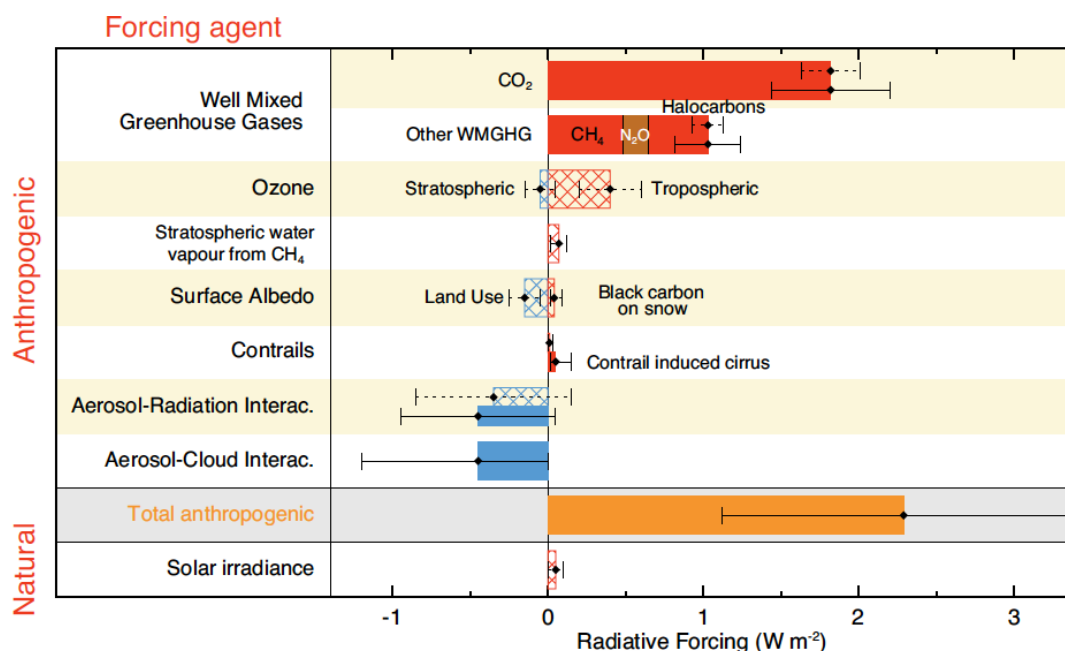 Forcing agent
Anthropogenic
Natural
Well Mixed
Greenhouse Gases
CO₂
Other WMGHG
CH₄
N₂O
Halocarbons
Ozone
Stratospheric
Tropospheric
Stratospheric water
vapour from CH₄
Surface Albedo
Land Use
Black carbon
on snow
Contrails
Contrail induced cirrus
Aerosol-Radiation Interac.
Aerosol-Cloud Interac.
Total anthropogenic
Solar irradiance
-1 0 1 2 3
Radiative Forcing (W m⁻²)